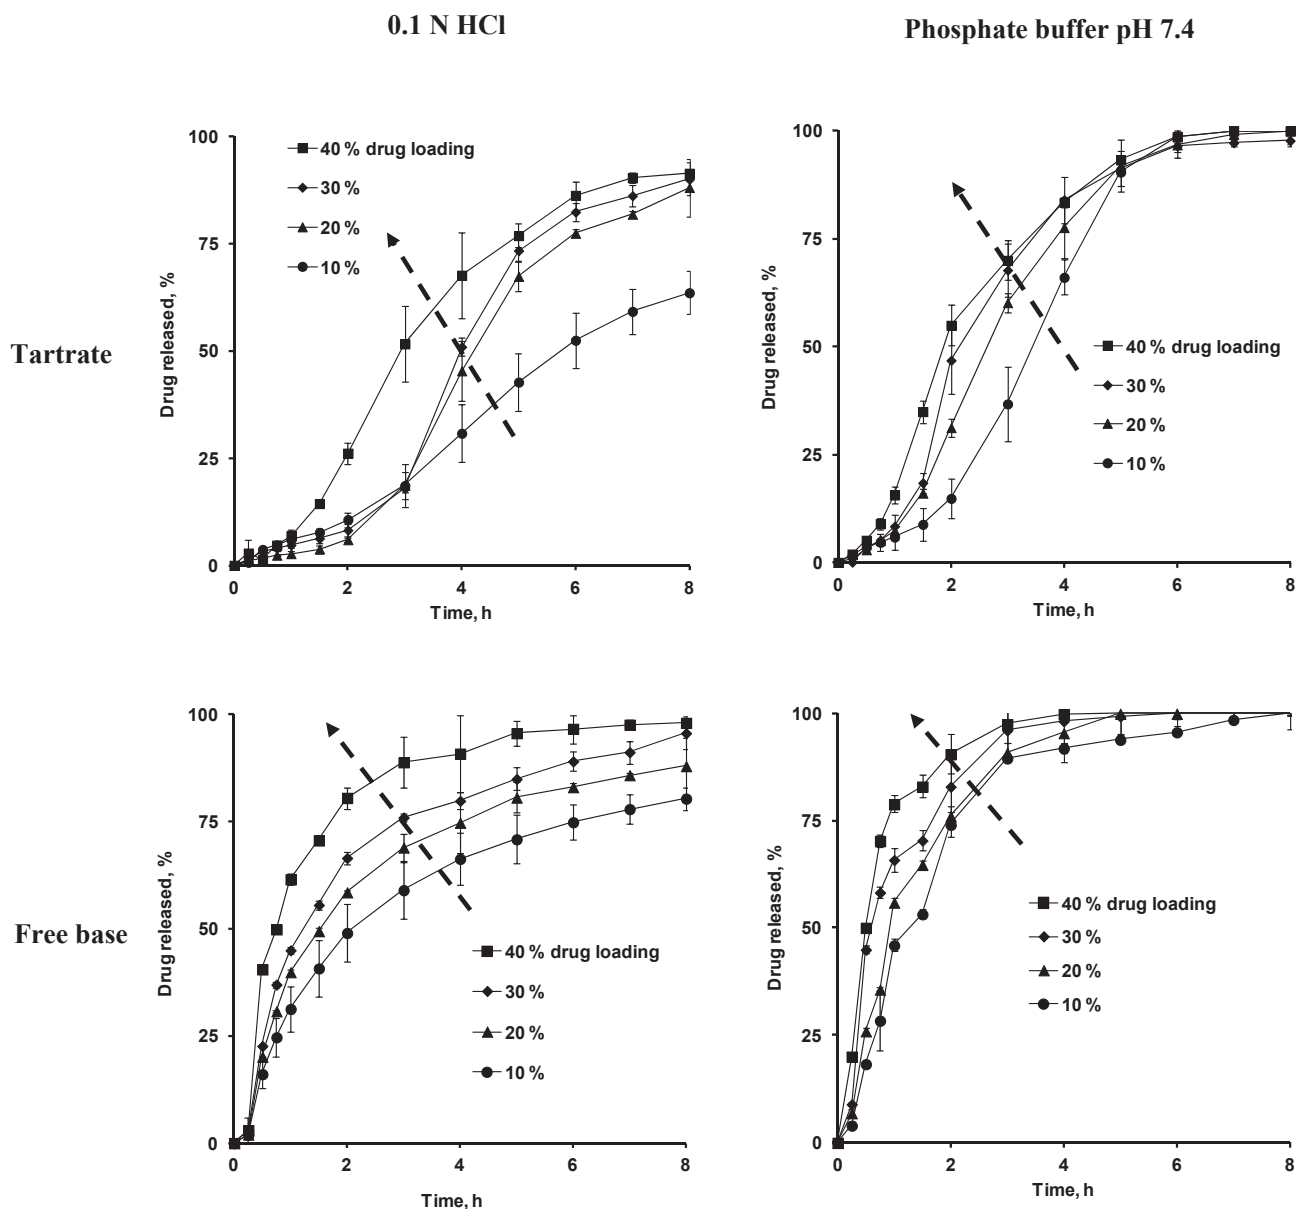 0.1 N HCl
Phosphate buffer pH 7.4
Tartrate
100
75
50
25
0
Drug released, %
40 % drug loading
30 %
20 %
10 %
0 2 4 6 8
Time, h
100
75
50
25
0
Drug released, %
40 % drug loading
30 %
20 %
10 %
0 2 4 6 8
Time, h
Free base
100
75
50
25
0
Drug released, %
40 % drug loading
30 %
20 %
10 %
0 2 4 6 8
Time, h
100
75
50
25
0
Drug released, %
40 % drug loading
30 %
20 %
10 %
0 2 4 6 8
Time, h